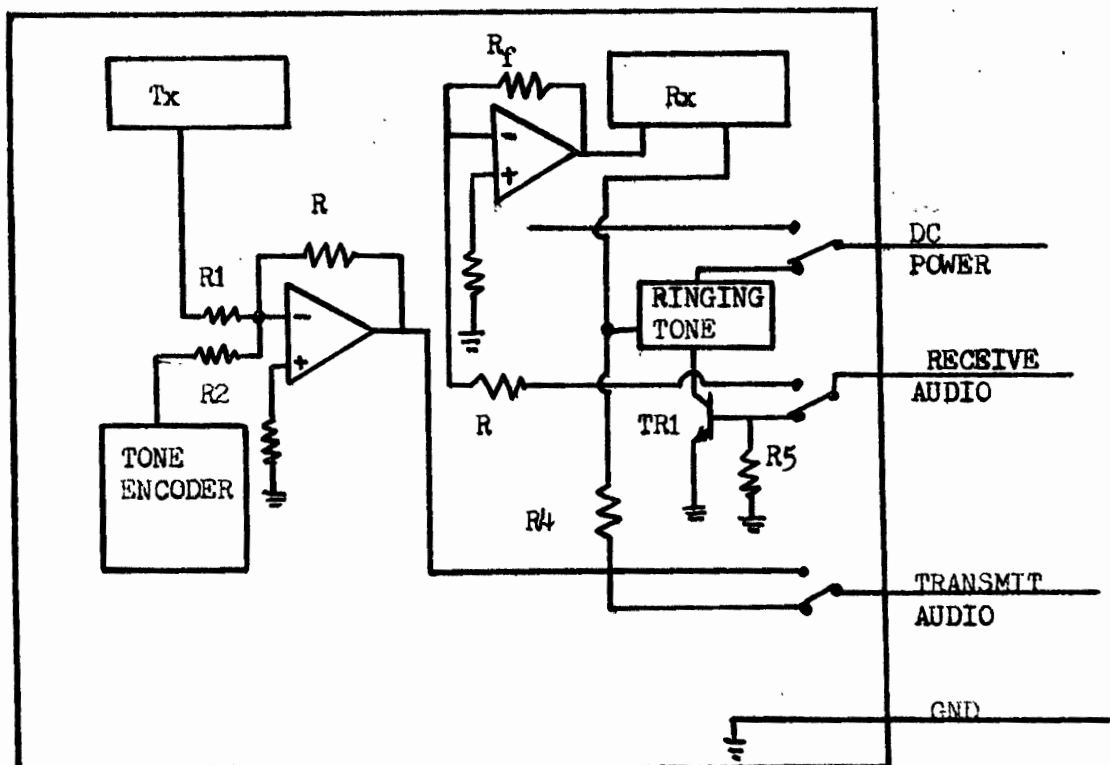 Tx
Rf
Rx
R
R1
R2
-
+
-
+
TONE
ENCODER
RINGING
TONE
R
TR1
R5
R4
DC
POWER
RECEIVE
AUDIO
TRANSMIT
AUDIO
GND